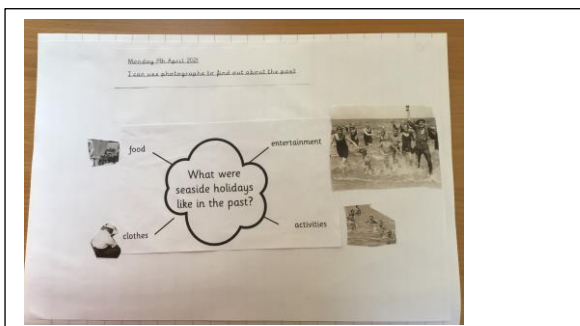 Monday 19th April 2021
I can use photographs to find out about the past
food
entertainment
What were
seaside holidays
like in the past?
clothes
activities